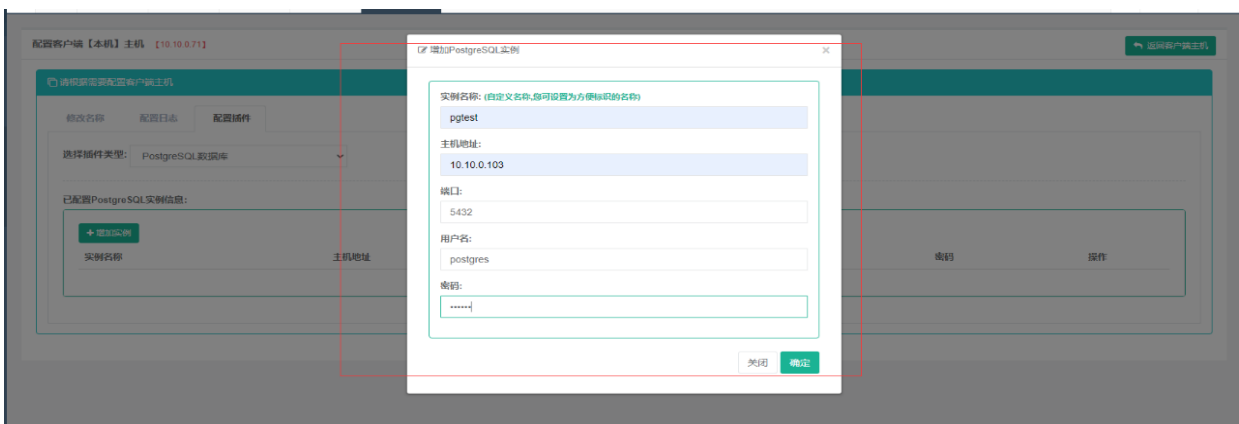 配置客户端【本机】主机 【10.10.0.71】
返回客户端主机
请根据需要配置客户端主机
修改名称 配置日志 配置插件
选择插件类型: PostgreSQL数据库
已配置PostgreSQL实例信息:
+ 增加实例
实例名称 主机地址 密码 操作
增加PostgreSQL实例 ×
实例名称: (自定义名称,您可设置为方便标识的名称)
pgtest
主机地址:
10.10.0.103
端口:
5432
用户名:
postgres
密码:
······
关闭 确定